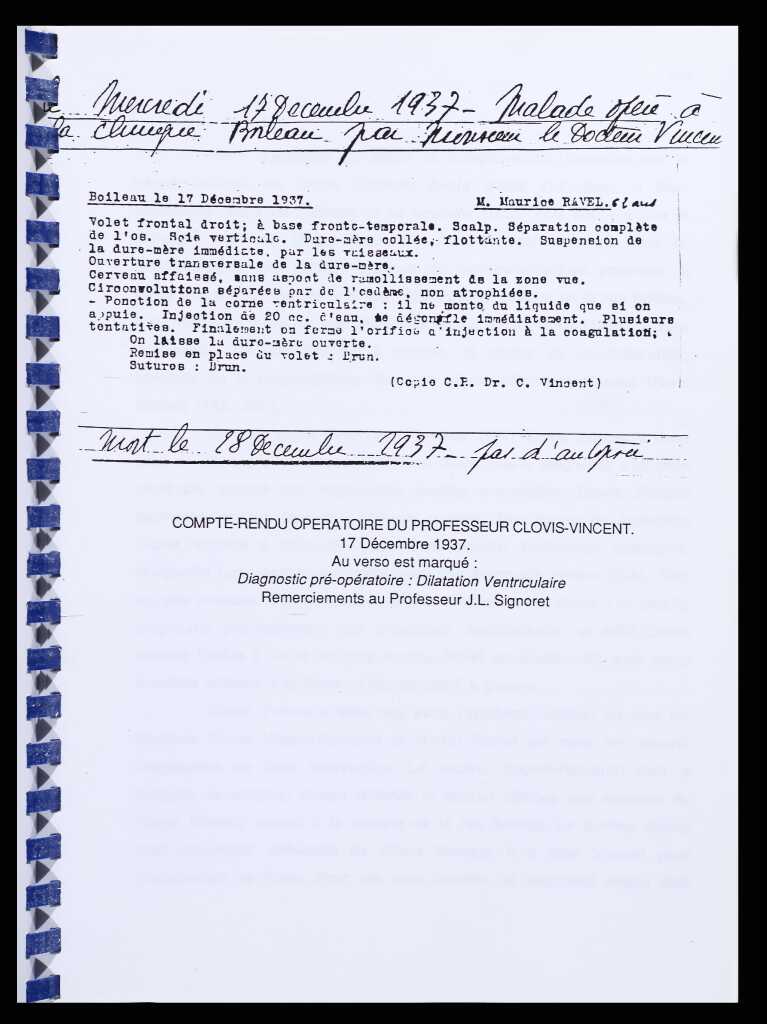 Mercredi 17 Decembre 1937 - Malade opéré à
la clinique Boileau par Monsieur le Docteur Vincent
Boileau le 17 Décembre 1937. M. Maurice RAVEL. 62 ans
Volet frontal droit; à base fronto-temporale. Scalp. Séparation complète
de l'os. Scie verticale. Dure-mère collée, flottante. Suspension de
la dure-mère immédiate, par les vaisseaux.
Ouverture transversale de la dure-mère.
Cerveau affaissé, sans aspect de ramollissement de la zone vue.
Circonvolutions séparées par de l'oedème, non atrophiées.
- Ponction de la corne ventriculaire : il ne monte du liquide que si on
appuie. Injection de 20 cc. d'eau, se dégonfle immédiatement. Plusieurs
tentatives. Finalement on ferme l'orifice d'injection à la coagulation;
On laisse la dure-mère ouverte.
Remise en place du volet : Brun.
Sutures : Brun.
(Copie C.R. Dr. C. Vincent)
Mort le 28 Decembre 1937 - pas d'autopsie
COMPTE-RENDU OPERATOIRE DU PROFESSEUR CLOVIS-VINCENT.
17 Décembre 1937.
Au verso est marqué :
Diagnostic pré-opératoire : Dilatation Ventriculaire
Remerciements au Professeur J.L. Signoret